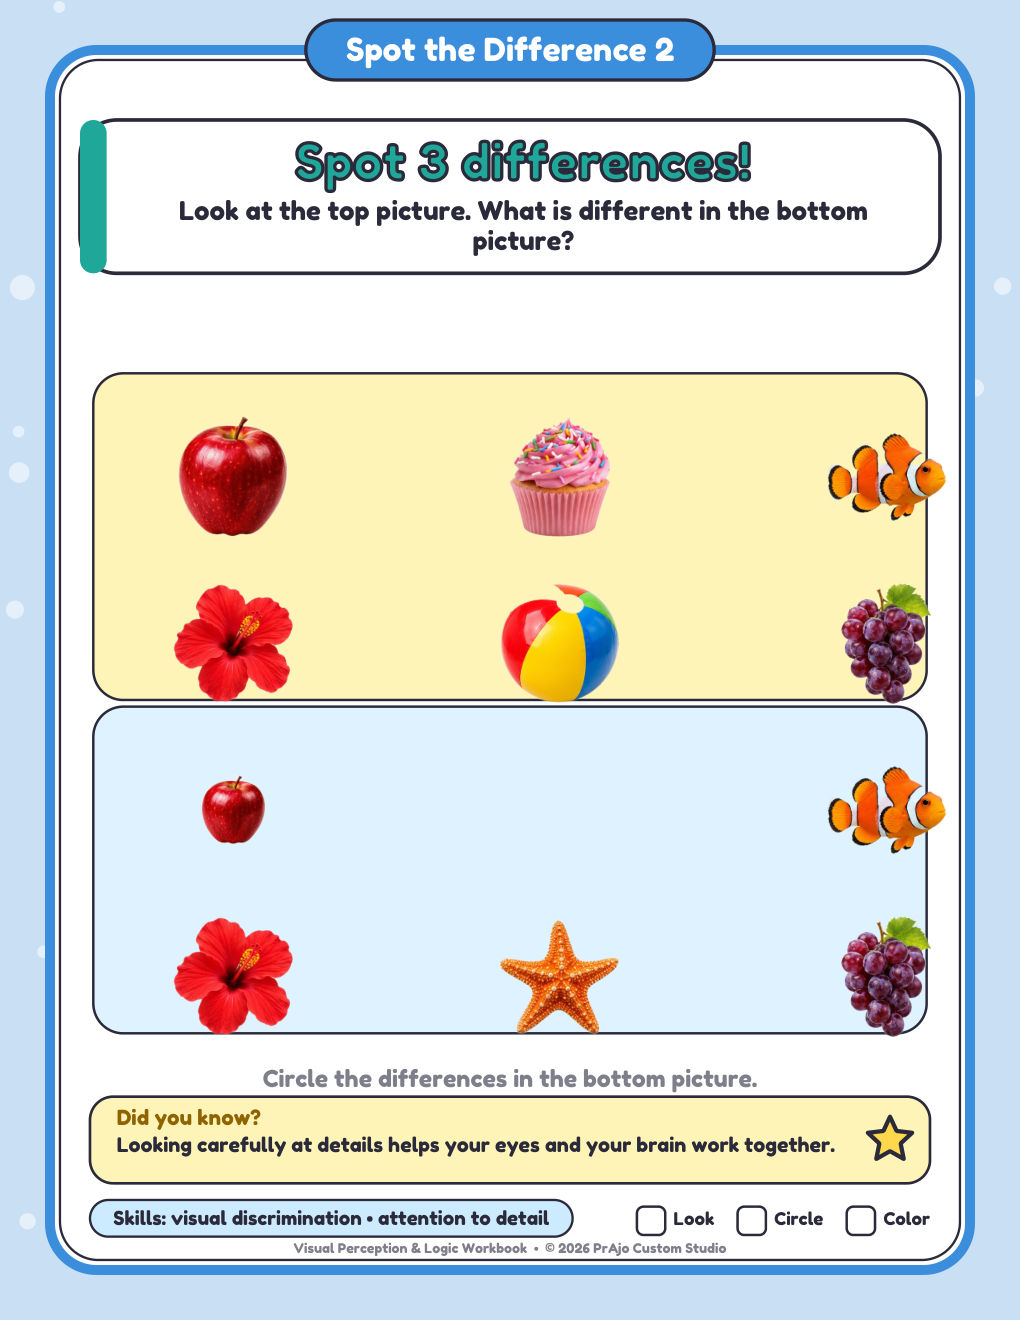 Spot the Difference 2
Spot 3 differences!
Look at the top picture. What is different in the bottom
picture?
Circle the differences in the bottom picture.
Did you know?
Looking carefully at details helps your eyes and your brain work together.
Skills: visual discrimination • attention to detail
Look
Circle
Color
Visual Perception & Logic Workbook • © 2026 PrAjo Custom Studio